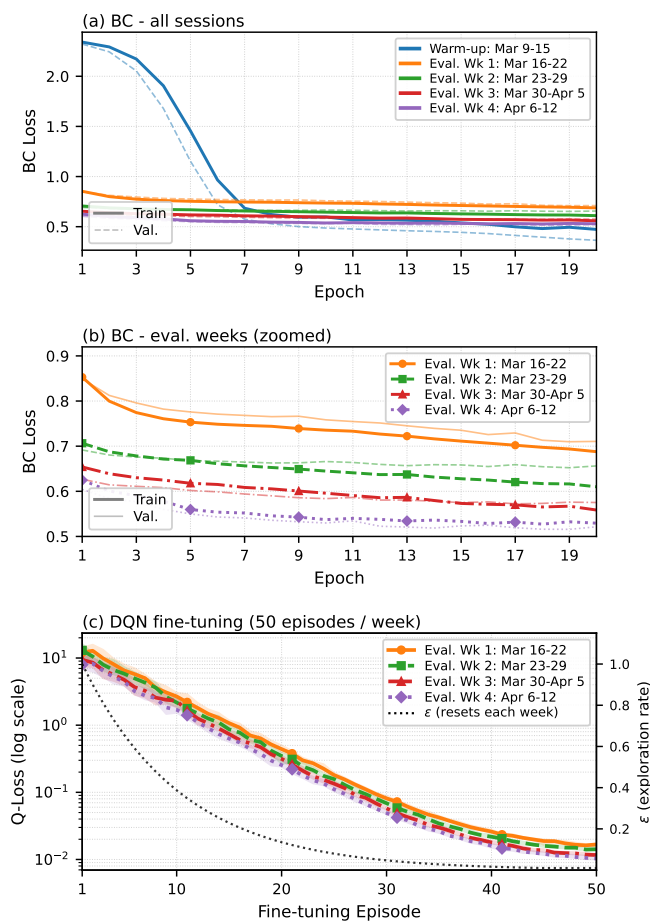 (a) BC - all sessions
BC Loss
2.0
1.5
1.0
0.5
Warm-up: Mar 9-15
Eval. Wk 1: Mar 16-22
Eval. Wk 2: Mar 23-29
Eval. Wk 3: Mar 30-Apr 5
Eval. Wk 4: Apr 6-12
Train
Val.
1 3 5 7 9 11 13 15 17 19
Epoch
(b) BC - eval. weeks (zoomed)
BC Loss
0.9
0.8
0.7
0.6
0.5
Eval. Wk 1: Mar 16-22
Eval. Wk 2: Mar 23-29
Eval. Wk 3: Mar 30-Apr 5
Eval. Wk 4: Apr 6-12
Train
Val.
1 3 5 7 9 11 13 15 17 19
Epoch
(c) DQN fine-tuning (50 episodes / week)
Q-Loss (log scale)
10¹
10⁰
10⁻¹
10⁻²
Eval. Wk 1: Mar 16-22
Eval. Wk 2: Mar 23-29
Eval. Wk 3: Mar 30-Apr 5
Eval. Wk 4: Apr 6-12
ε (resets each week)
1.0
0.8
0.6
0.4
0.2
ε (exploration rate)
1 10 20 30 40 50
Fine-tuning Episode